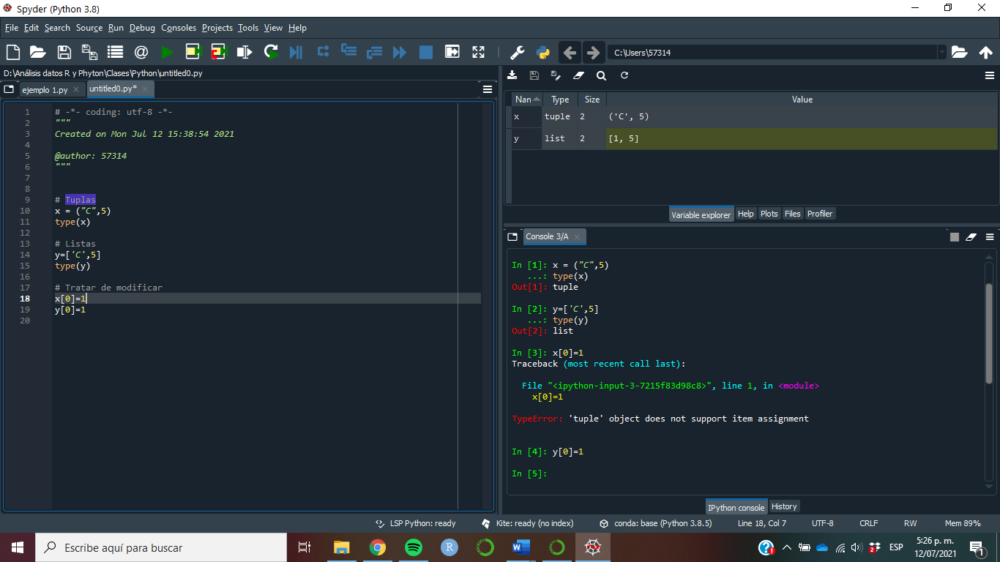 Spyder (Python 3.8)
File Edit Search Source Run Debug Consoles Projects Tools View Help
C:\Users\57314
D:\Análisis datos R y Phyton\Clases\Python\untitled0.py
ejemplo 1.py
untitled0.py*
1 # -*- coding: utf-8 -*-
2 """
3 Created on Mon Jul 12 15:38:54 2021
4
5 @author: 57314
6 """
7
8
9 # Tuplas
10 x = ("C",5)
11 type(x)
12
13 # Listas
14 y=['C',5]
15 type(y)
16
17 # Tratar de modificar
18 x[0]=1
19 y[0]=1
20
Nan Type Size Value
x tuple 2 ('C', 5)
y list 2 [1, 5]
Variable explorer Help Plots Files Profiler
Console 3/A
In [1]: x = ("C",5)
...: type(x)
Out[1]: tuple
In [2]: y=['C',5]
...: type(y)
Out[2]: list
In [3]: x[0]=1
Traceback (most recent call last):
File "<ipython-input-3-7215f83d98c8>", line 1, in <module>
x[0]=1
TypeError: 'tuple' object does not support item assignment
In [4]: y[0]=1
In [5]:
IPython console History
LSP Python: ready Kite: ready (no index) conda: base (Python 3.8.5) Line 18, Col 7 UTF-8 CRLF RW Mem 89%
Escribe aquí para buscar
ESP
5:26 p. m.
12/07/2021
1